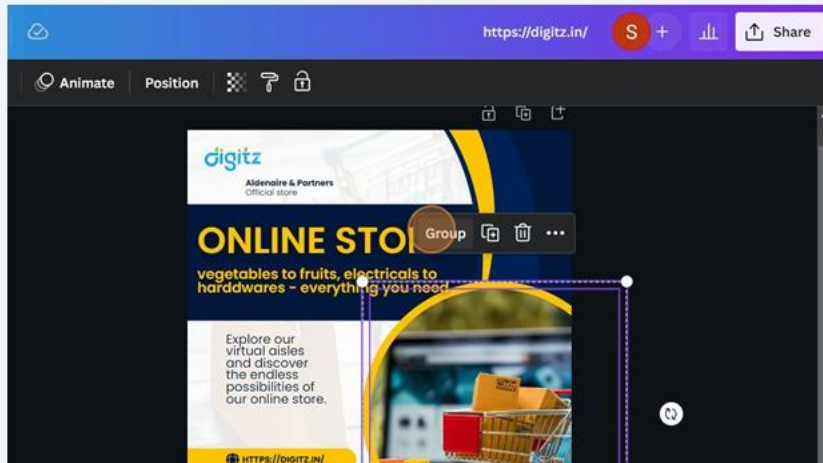 https://digitz.in/
S
+
Share
Animate
Position
digitz
Aldenaire & Partners
Official store
ONLINE STO
Group
vegetables to fruits, electricals to
harddwares - everything you need
Explore our
virtual aisles
and discover
the endless
possibilities of
our online store.
HTTPS://DIGITZ.IN/